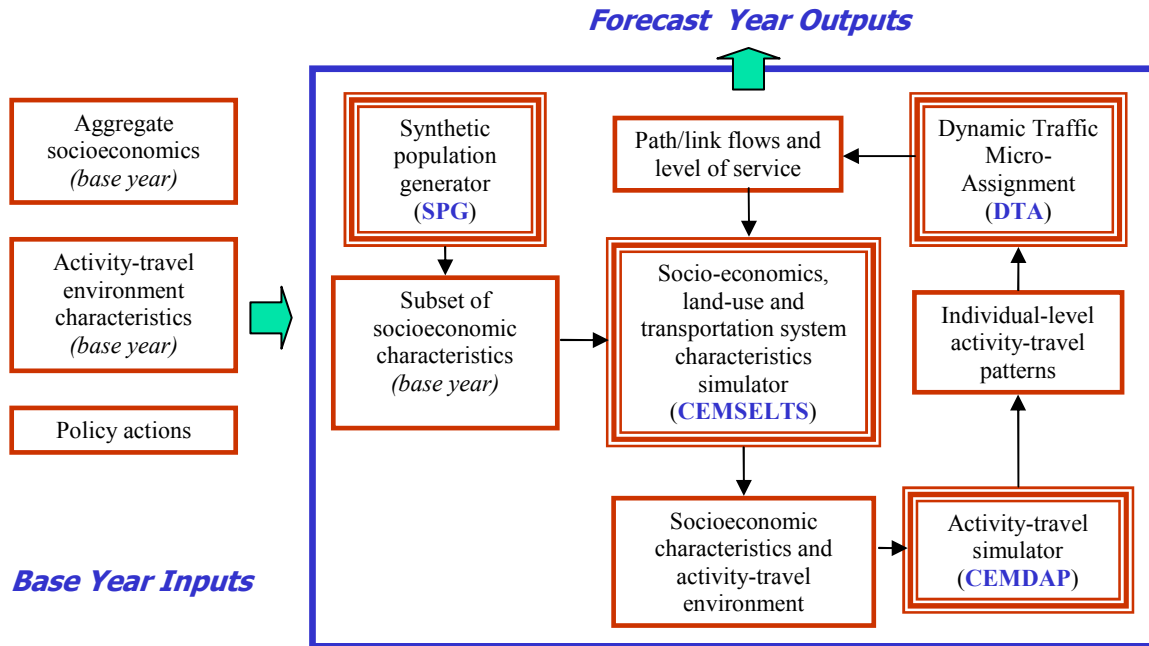 Forecast Year Outputs
Aggregate
socioeconomics
(base year)
Activity-travel
environment
characteristics
(base year)
Policy actions
Base Year Inputs
Synthetic
population
generator
(SPG)
Subset of
socioeconomic
characteristics
(base year)
Path/link flows and
level of service
Socio-economics,
land-use and
transportation system
characteristics
simulator
(CEMSELTS)
Socioeconomic
characteristics and
activity-travel
environment
Dynamic Traffic
Micro-
Assignment
(DTA)
Individual-level
activity-travel
patterns
Activity-travel
simulator
(CEMDAP)